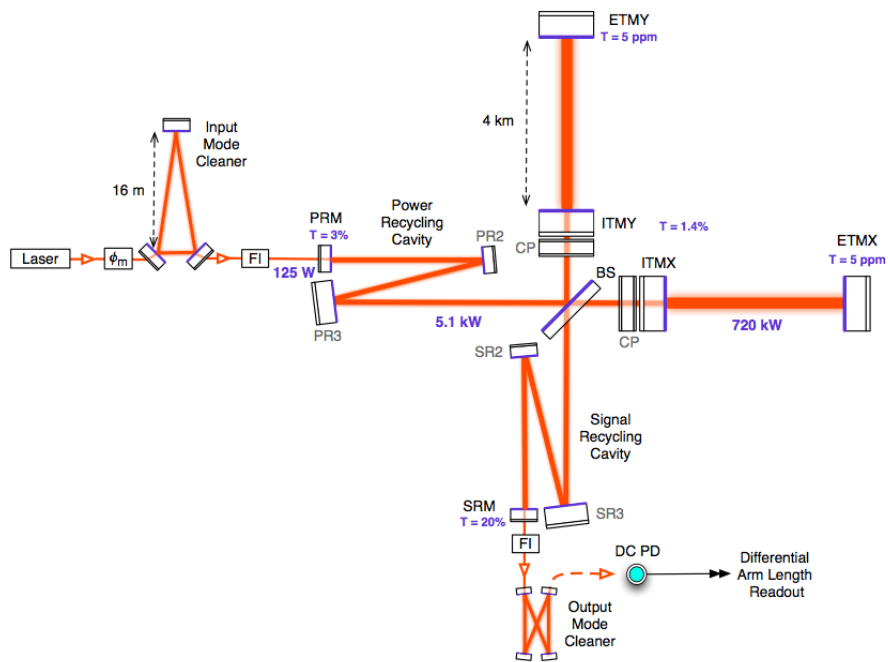 ETMY
T = 5 ppm
4 km
Input
Mode
Cleaner
16 m
Power
Recycling
Cavity
PRM
T = 3%
PR2
ITMY
T = 1.4%
CP
ETMX
T = 5 ppm
Laser
ϕm
FI
125 W
BS
ITMX
PR3
5.1 kW
CP
720 kW
SR2
Signal
Recycling
Cavity
SRM
T = 20%
SR3
FI
DC PD
Differential
Arm Length
Readout
Output
Mode
Cleaner